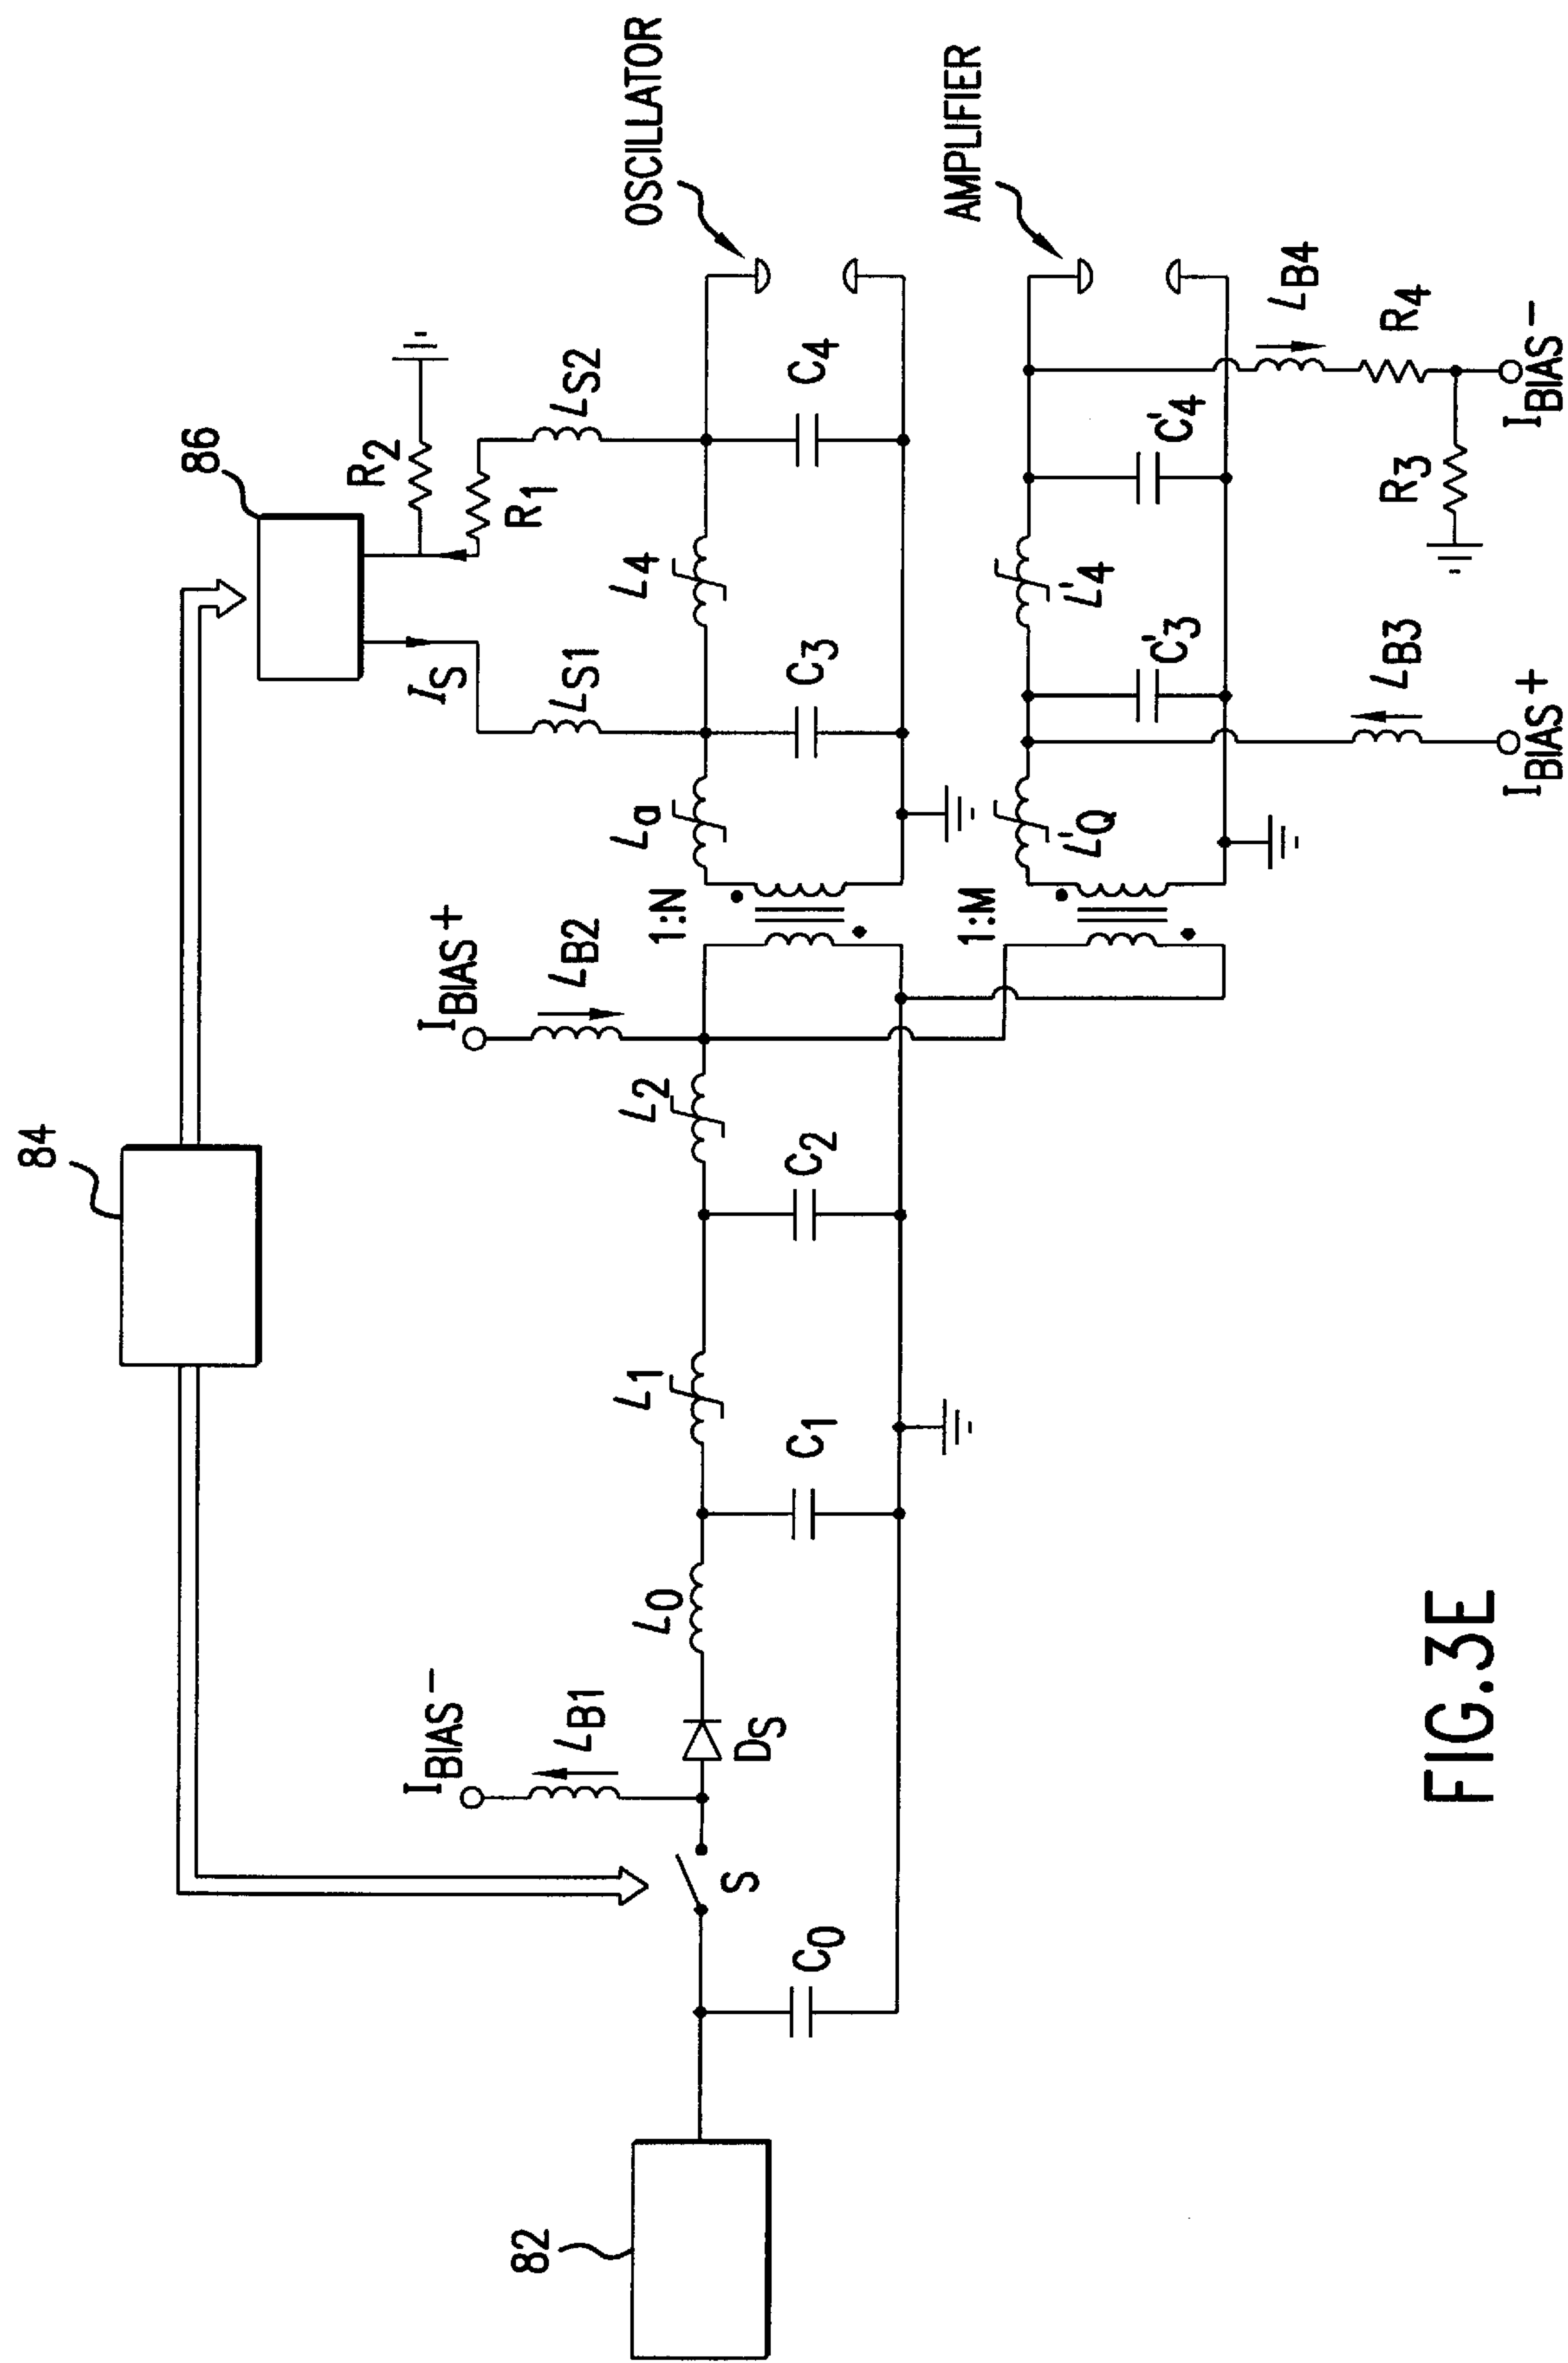 82
C0
S
84
IBIAS-
LB1
DS
L0
C1
L1
C2
L2
IBIAS+
LB2
1:N
1:M
La
L'Q
86
IS
LS1
C3
L4
R2
R1
LS2
C4
OSCILLATOR
IBIAS+
LB3
C'3
L'4
C'4
R3
R4
LB4
IBIAS-
AMPLIFIER
FIG.3E